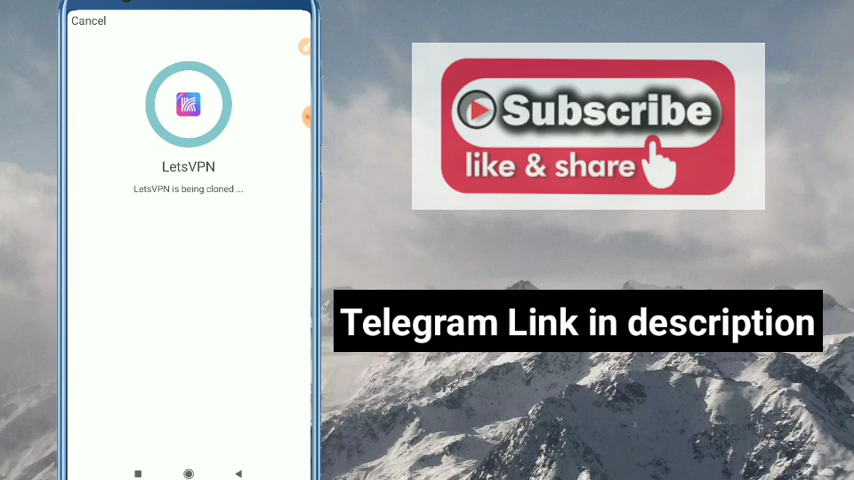 Cancel
LetsVPN
LetsVPN is being cloned ...
Subscribe
like & share
Telegram Link in description